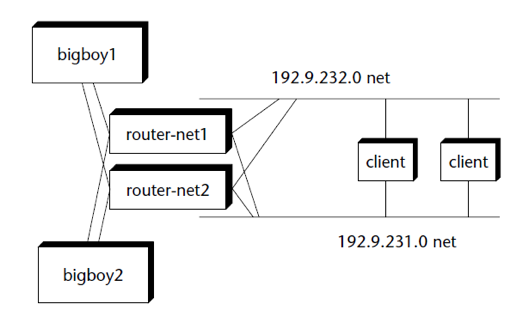 bigboy1
192.9.232.0 net
router-net1
client
client
router-net2
192.9.231.0 net
bigboy2